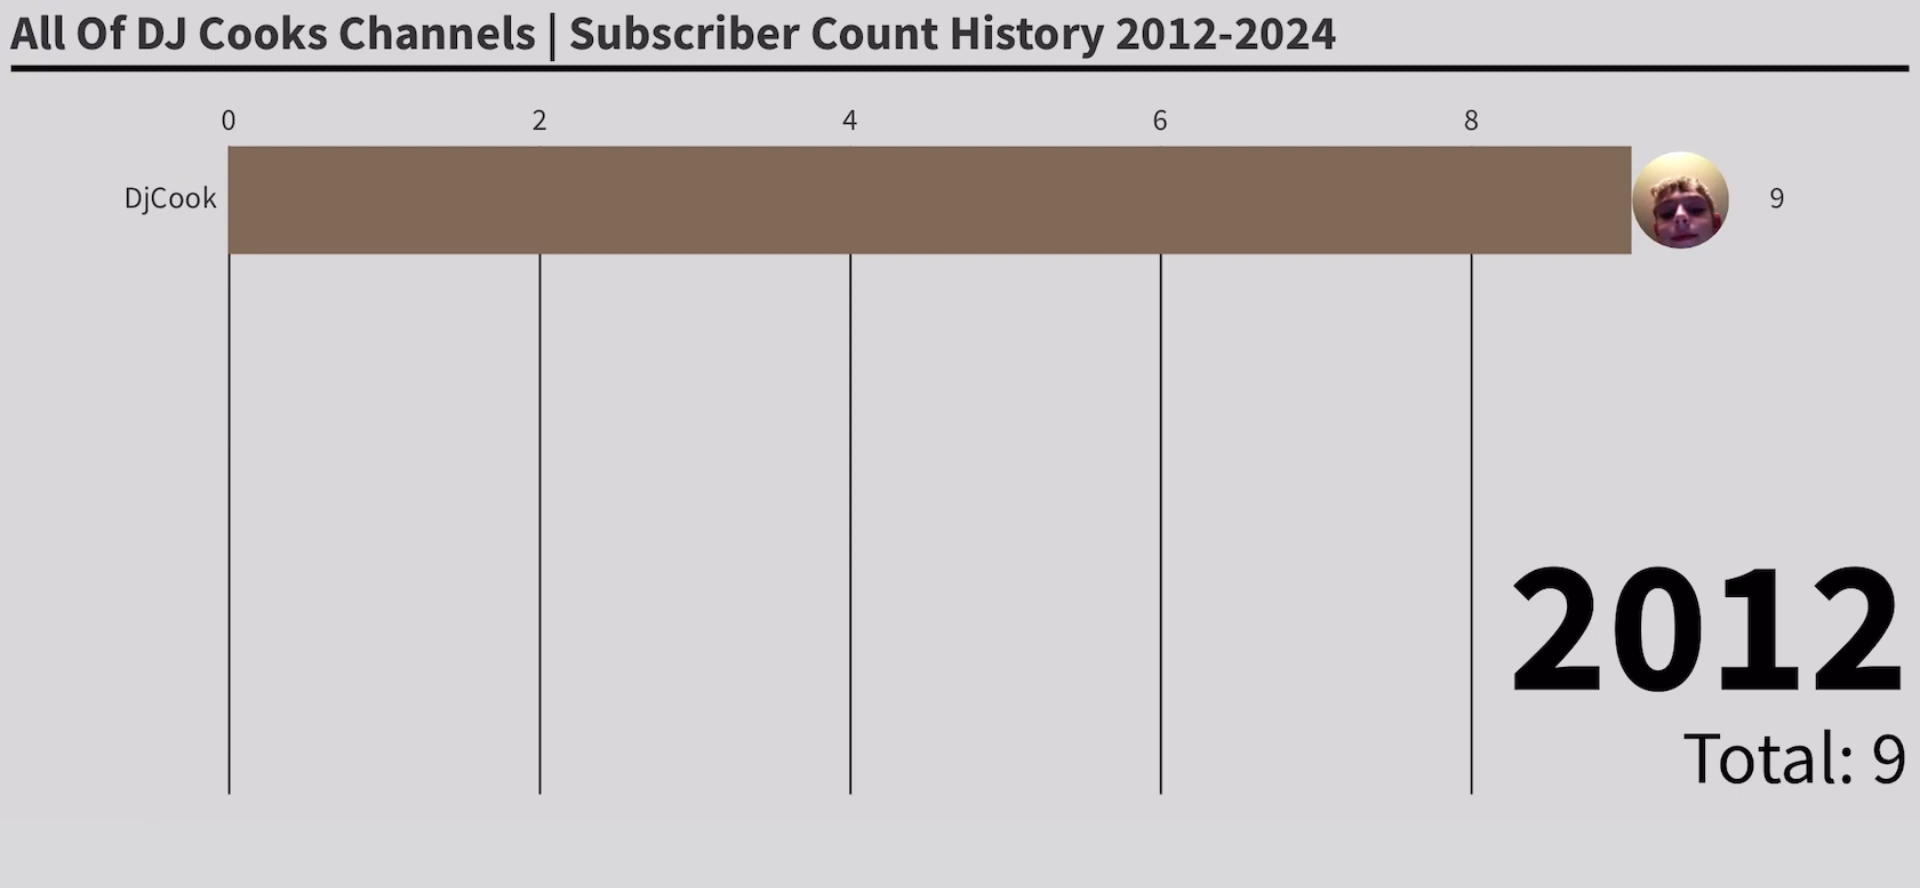 All Of DJ Cooks Channels | Subscriber Count History 2012-2024
0 2 4 6 8
DjCook 9
2012
Total: 9